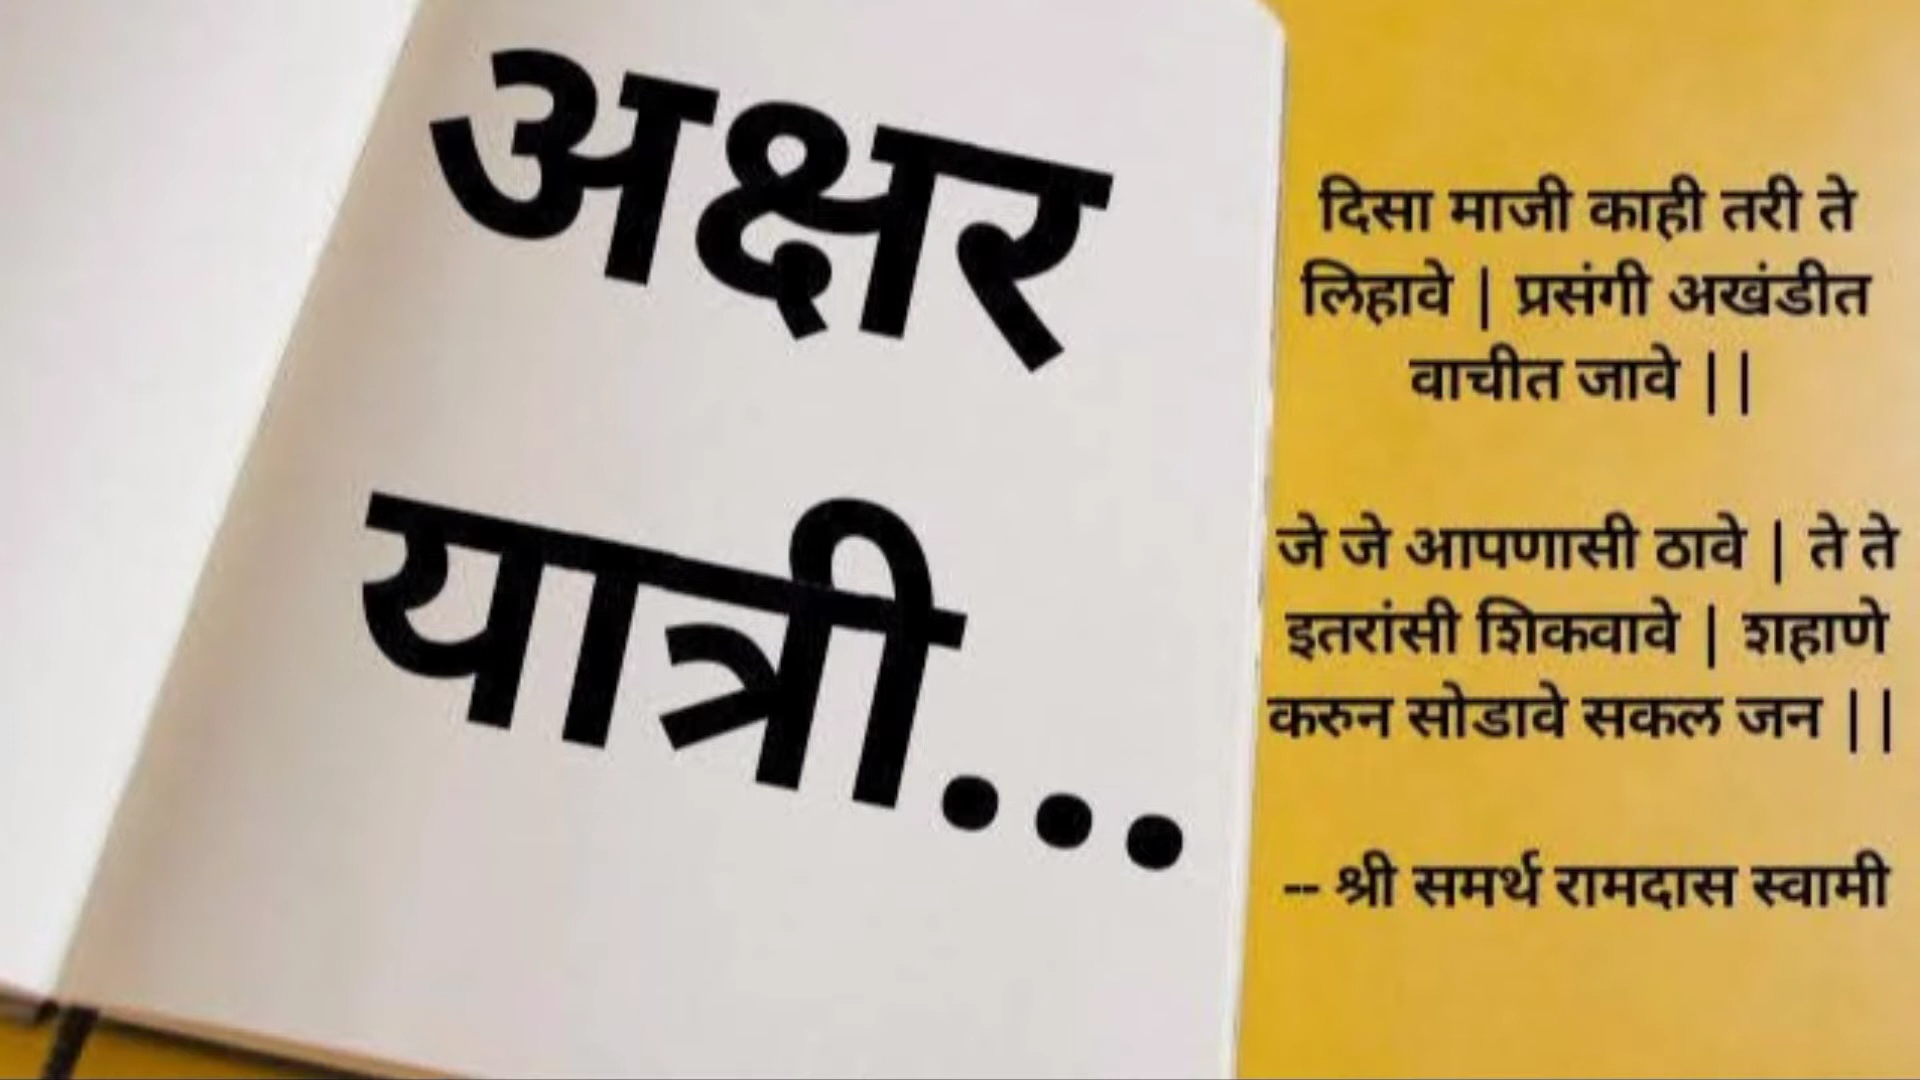 अक्षर
यात्री...
दिसा माजी काही तरी ते
लिहावे | प्रसंगी अखंडीत
वाचीत जावे ||
जे जे आपणासी ठावे | ते ते
इतरांसी शिकवावे | शहाणे
करुन सोडावे सकल जन ||
-- श्री समर्थ रामदास स्वामी